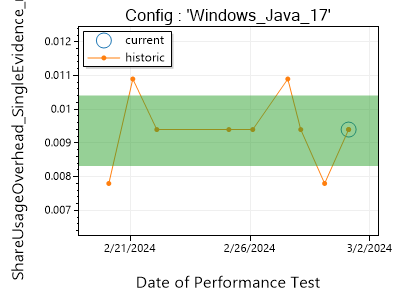 Config : 'Windows_Java_17'
current
historic
0.012
0.011
0.01
0.009
0.008
0.007
ShareUsageOverhead_SingleEvidence_
2/21/2024
2/26/2024
3/2/2024
Date of Performance Test